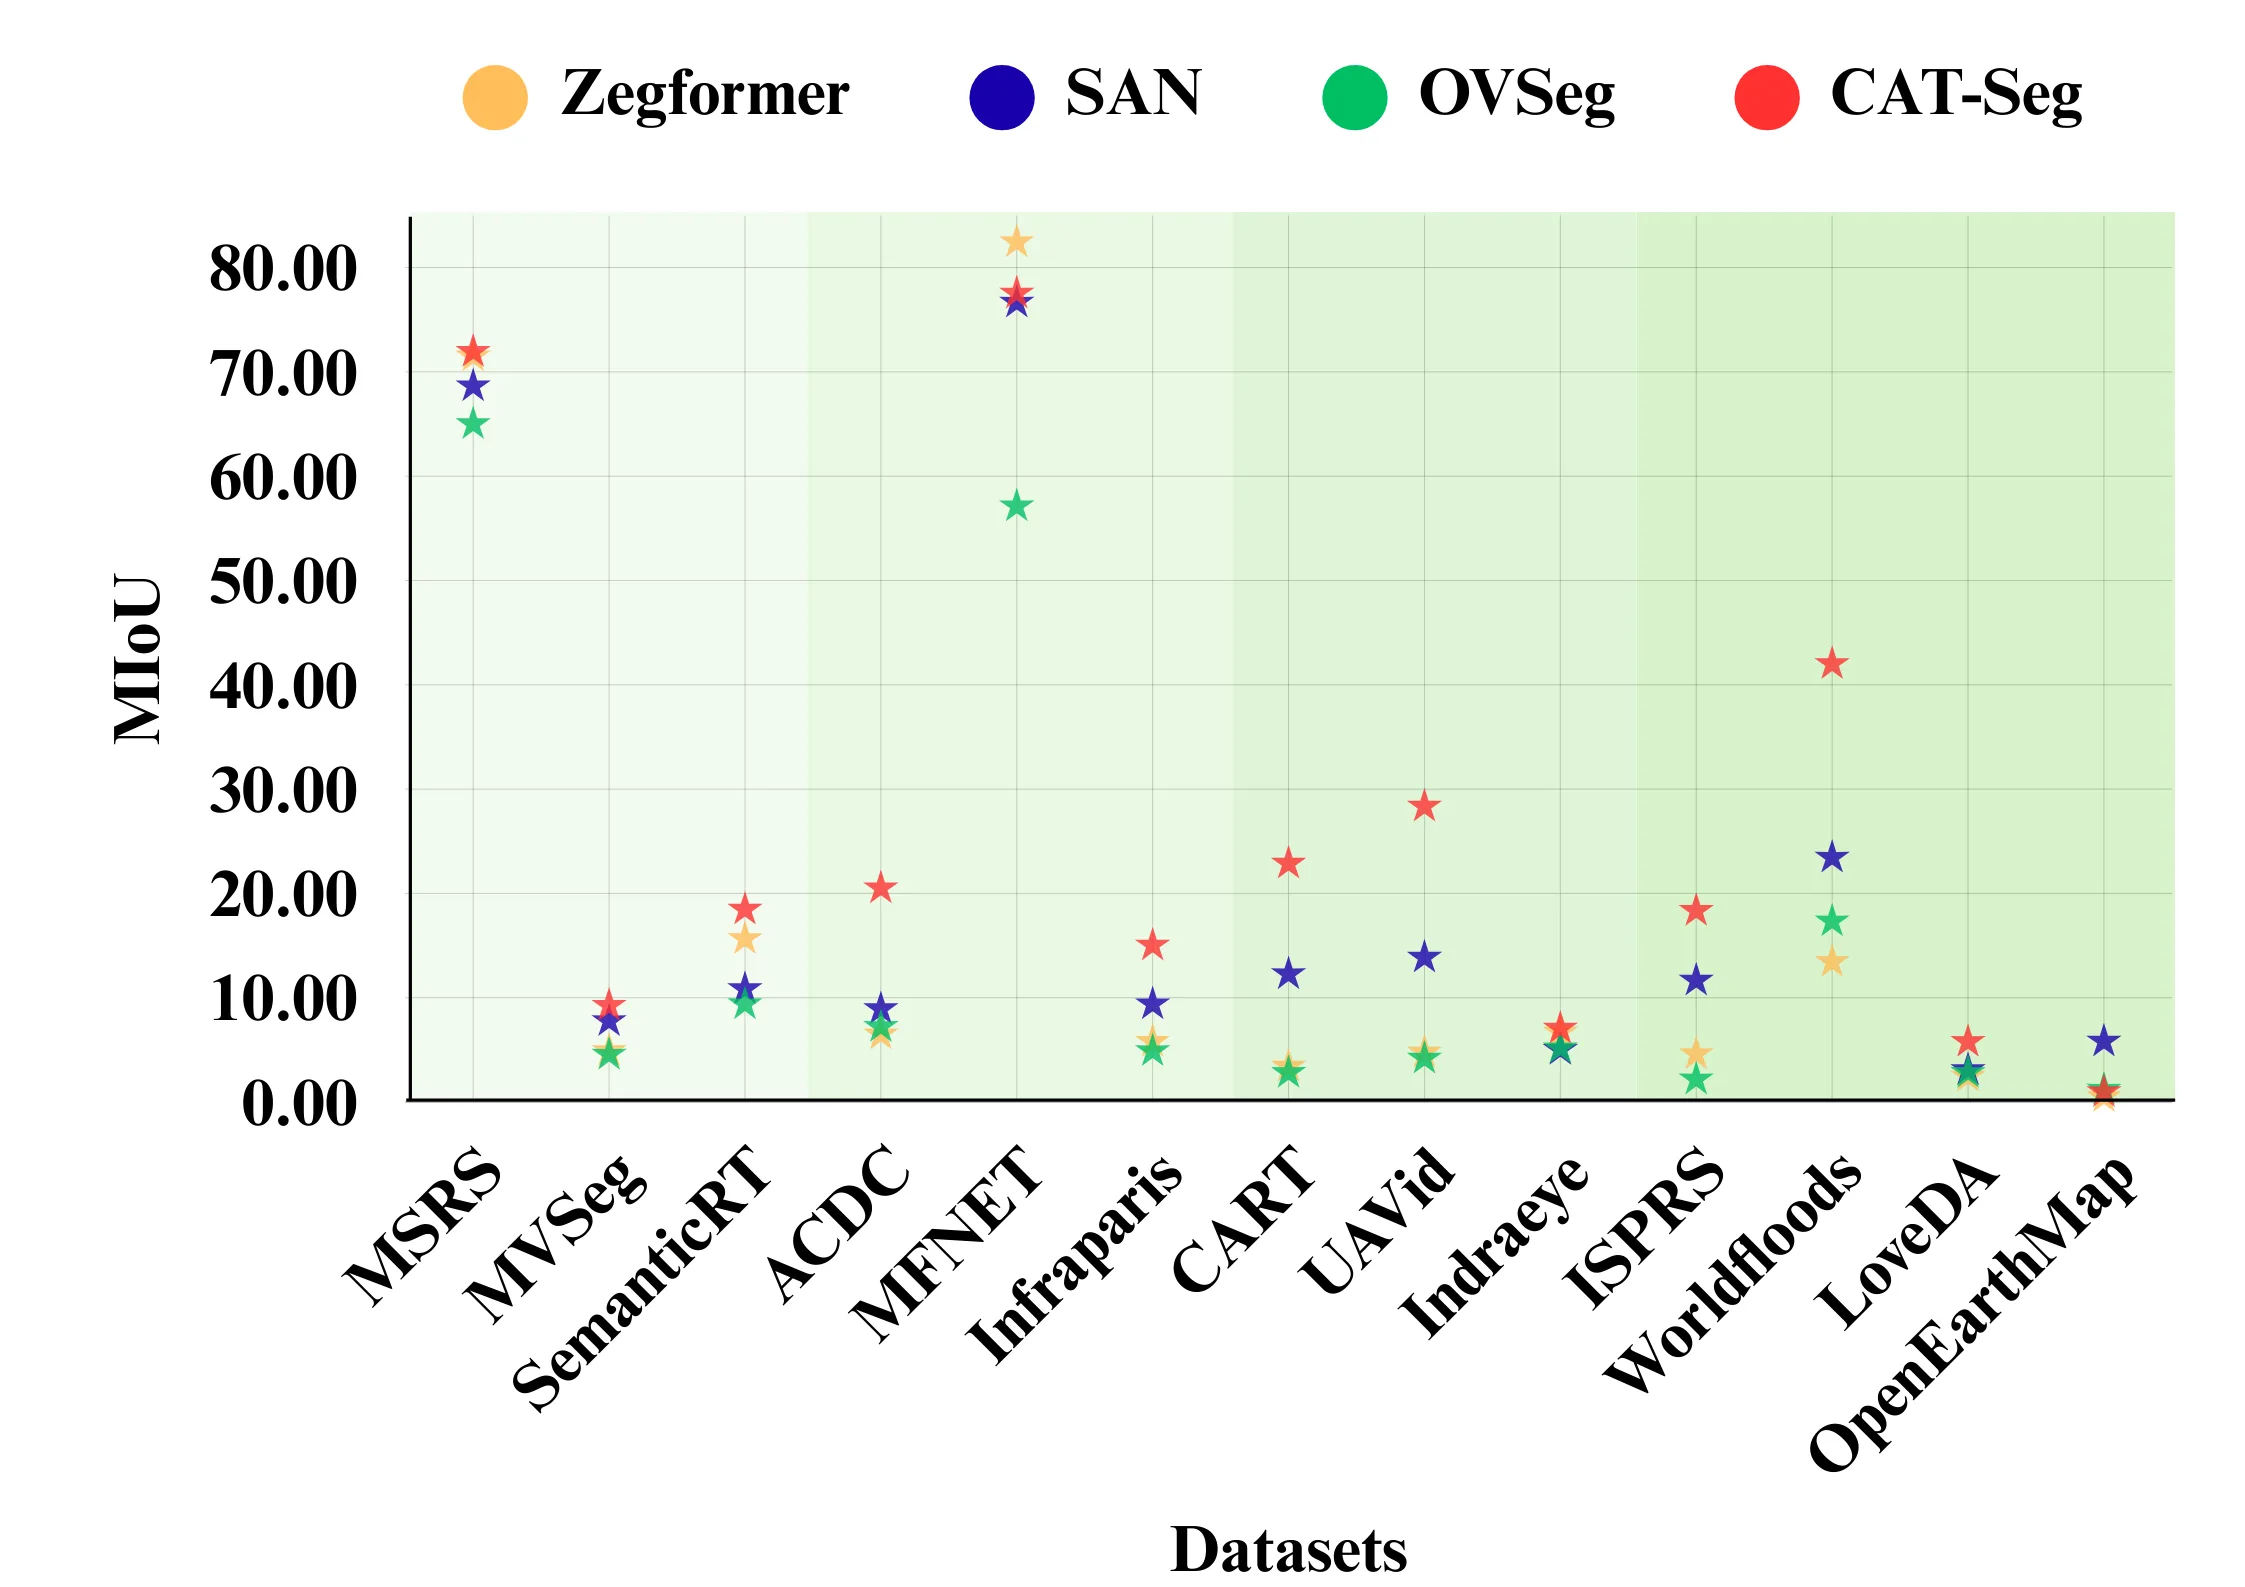 Zegformer SAN OVSeg CAT-Seg
80.00
70.00
60.00
50.00
40.00
30.00
20.00
10.00
0.00
MIoU
MSRS
MVSeg
SemanticRT
ACDC
MFNET
Infraparis
CART
UAVid
Indraeye
ISPRS
Worldfloods
LoveDA
OpenEarthMap
Datasets